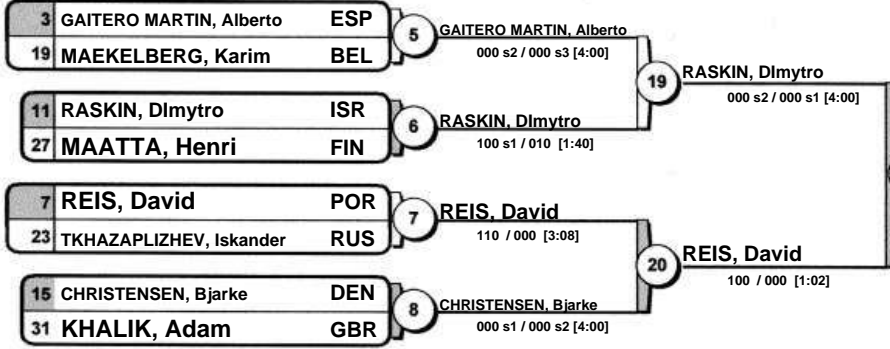 3 GAITERO MARTIN, Alberto ESP
19 MAEKELBERG, Karim BEL
5
GAITERO MARTIN, Alberto
000 s2 / 000 s3 [4:00]
11 RASKIN, DImytro ISR
27 MAATTA, Henri FIN
6
RASKIN, DImytro
100 s1 / 010 [1:40]
19
RASKIN, DImytro
000 s2 / 000 s1 [4:00]
7 REIS, David POR
23 TKHAZAPLIZHEV, Iskander RUS
7
REIS, David
110 / 000 [3:08]
15 CHRISTENSEN, Bjarke DEN
31 KHALIK, Adam GBR
8
CHRISTENSEN, Bjarke
000 s1 / 000 s2 [4:00]
20
REIS, David
100 / 000 [1:02]